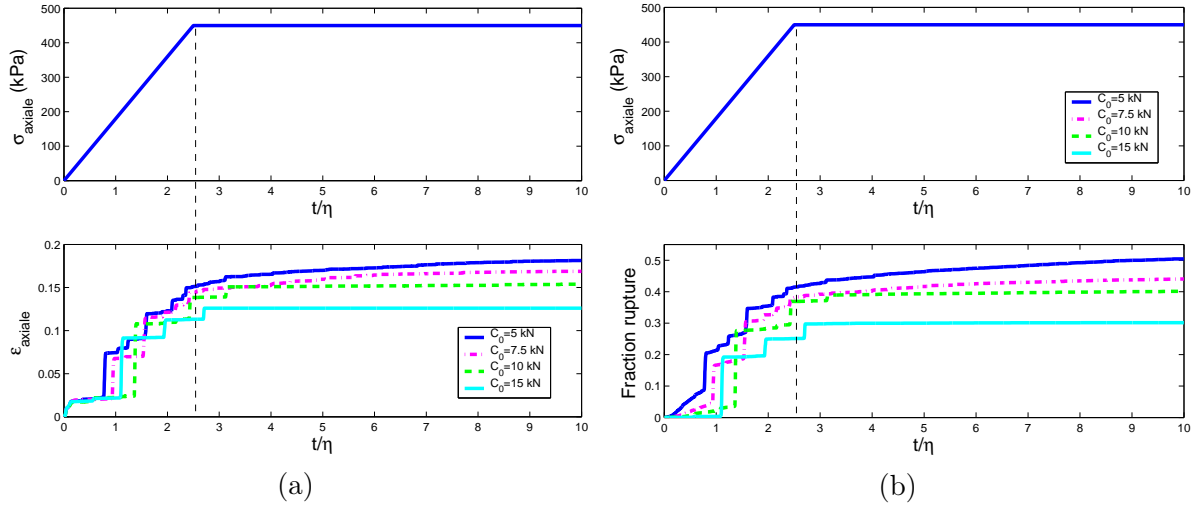 500
400
300
200
100
0
σ_axiale (kPa)
0 1 2 3 4 5 6 7 8 9 10
t/η
0.2
0.15
0.1
0.05
0
ε_axiale
C_0=5 kN
C_0=7.5 kN
C_0=10 kN
C_0=15 kN
0 1 2 3 4 5 6 7 8 9 10
t/η
(a)
500
400
300
200
100
0
σ_axiale (kPa)
C_0=5 kN
C_0=7.5 kN
C_0=10 kN
C_0=15 kN
0 1 2 3 4 5 6 7 8 9 10
t/η
0.5
0.4
0.3
0.2
0.1
0
Fraction rupture
0 1 2 3 4 5 6 7 8 9 10
t/η
(b)